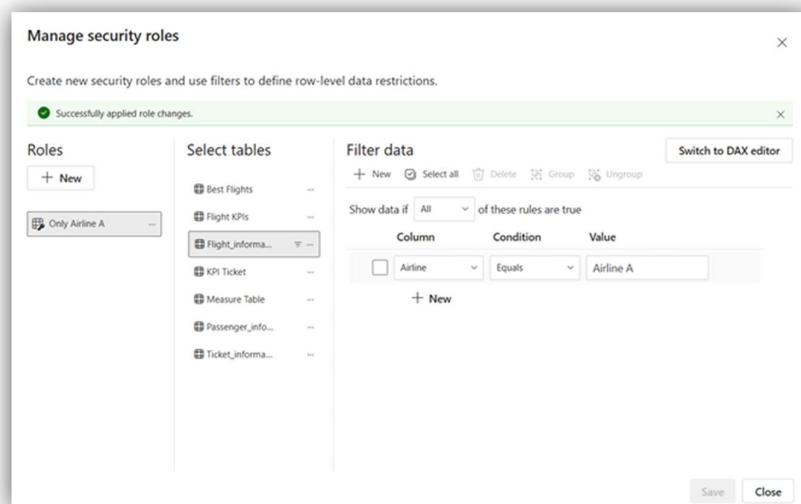 Manage security roles
Create new security roles and use filters to define row-level data restrictions.
Successfully applied role changes.
Roles
+ New
Only Airline A
Select tables
Best Flights
Flight KPIs
Flight_informa...
KPI Ticket
Measure Table
Passenger_info...
Ticket_informa...
Filter data
Switch to DAX editor
+ New Select all Delete Group Ungroup
Show data if All of these rules are true
Column Condition Value
Airline Equals Airline A
+ New
Save Close